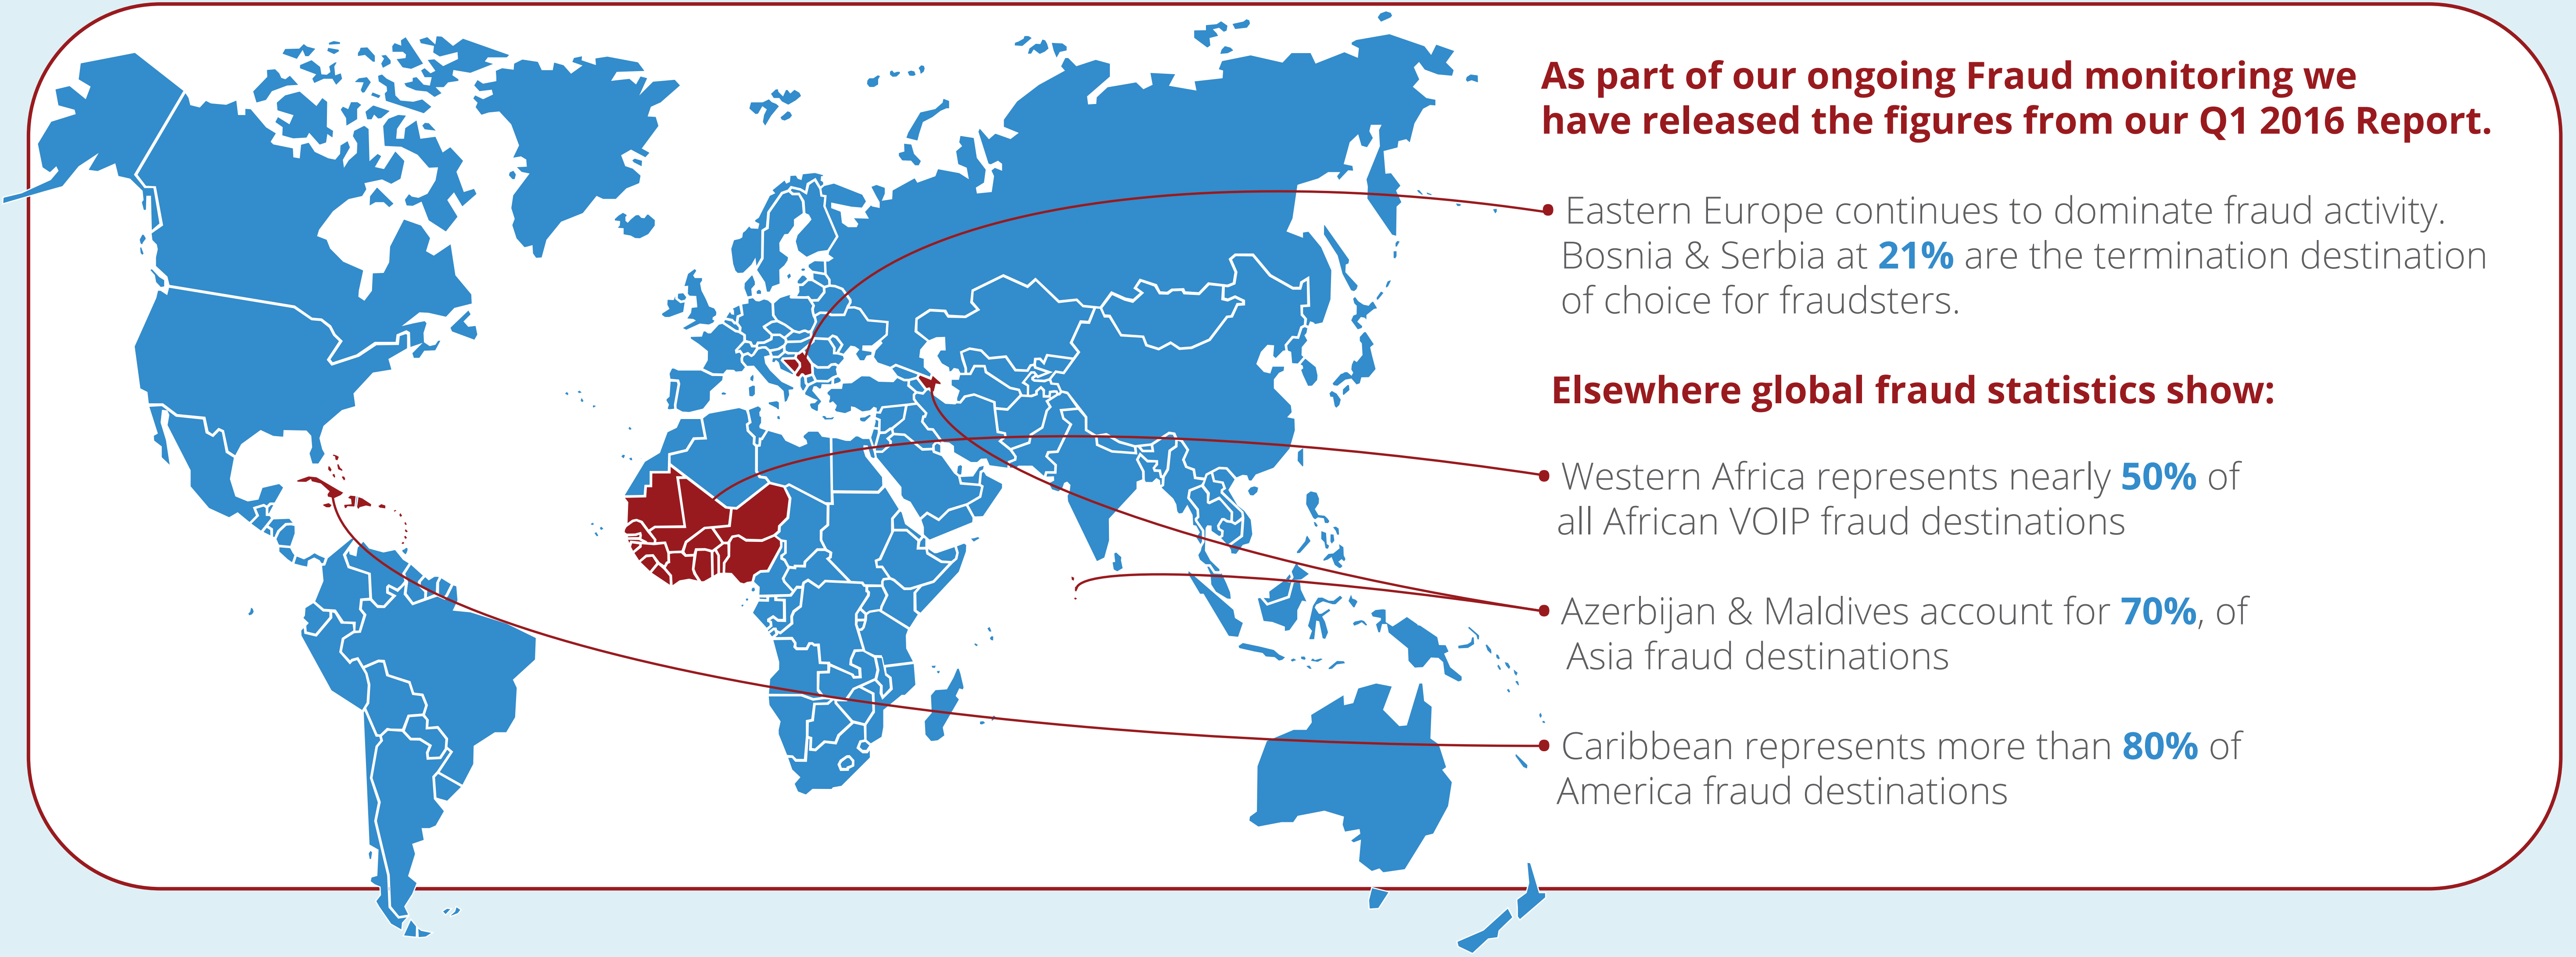 As part of our ongoing Fraud monitoring we
have released the figures from our Q1 2016 Report.
Eastern Europe continues to dominate fraud activity.
Bosnia & Serbia at 21% are the termination destination
of choice for fraudsters.
Elsewhere global fraud statistics show:
Western Africa represents nearly 50% of
all African VOIP fraud destinations
Azerbijan & Maldives account for 70%, of
Asia fraud destinations
Caribbean represents more than 80% of
America fraud destinations